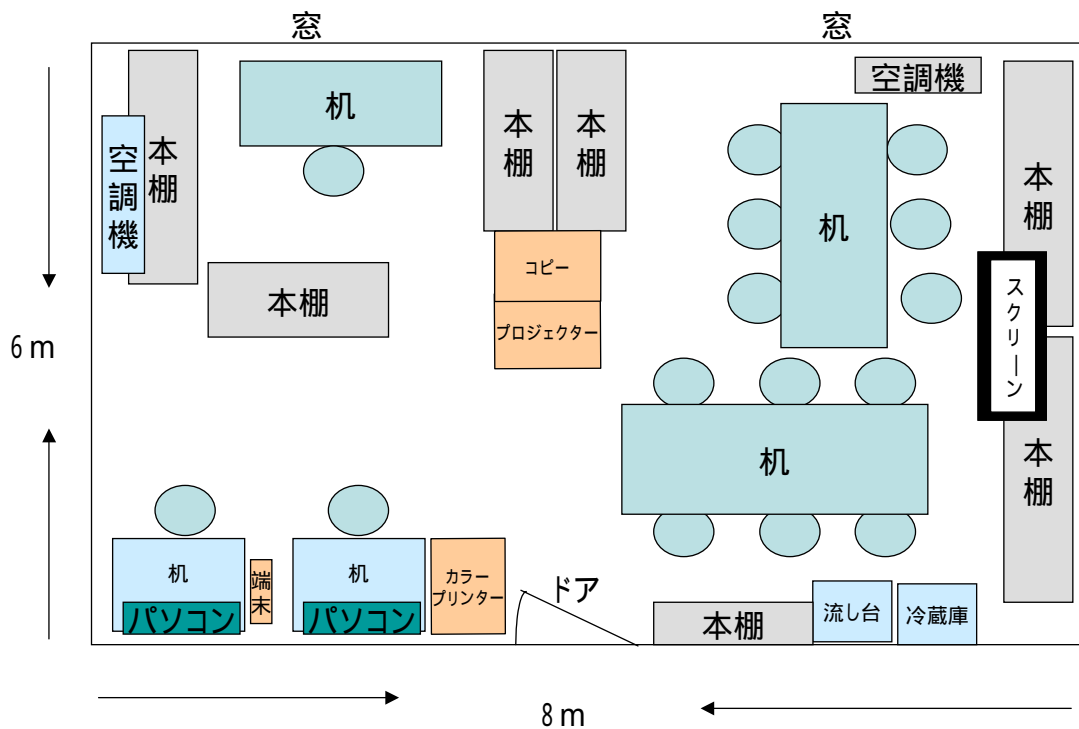 窓
窓
空調機
本棚
机
本棚
本棚
空調機
机
本棚
本棚
コピー
プロジェクター
スクリーン
6m
机
本棚
机
机
端末
カラー
プリンター
パソコン
パソコン
ドア
本棚
流し台
冷蔵庫
8m